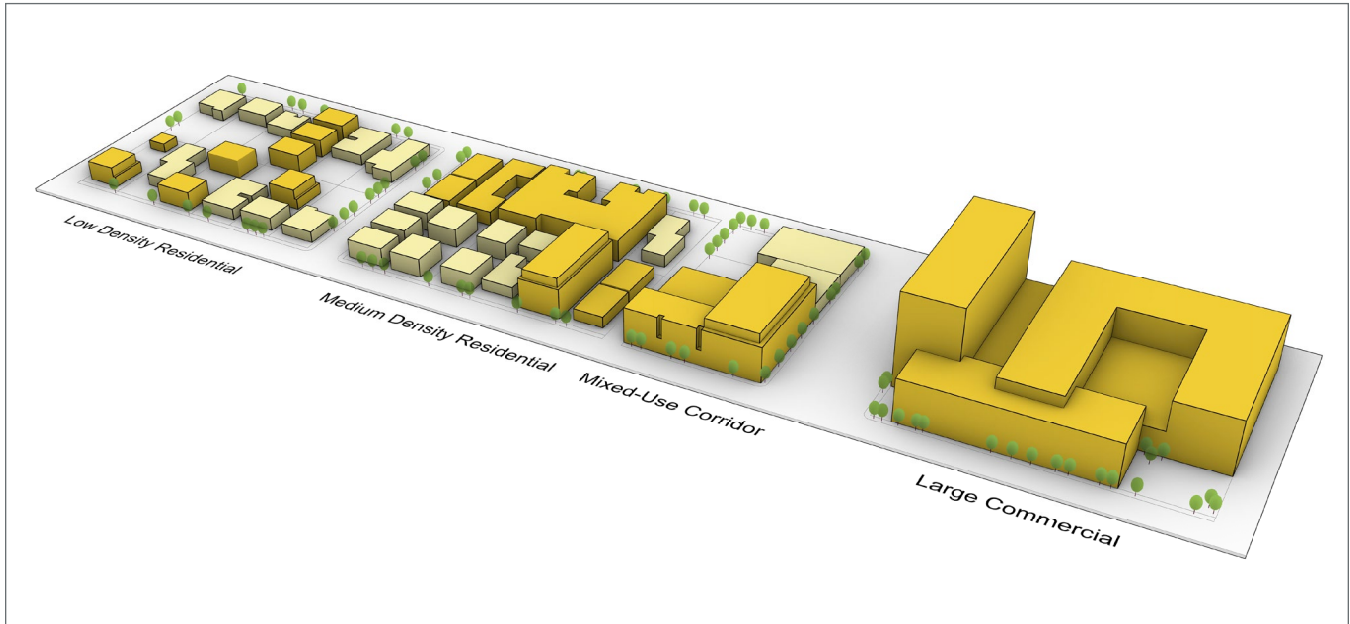 Low Density Residential
Medium Density Residential
Mixed-Use Corridor
Large Commercial